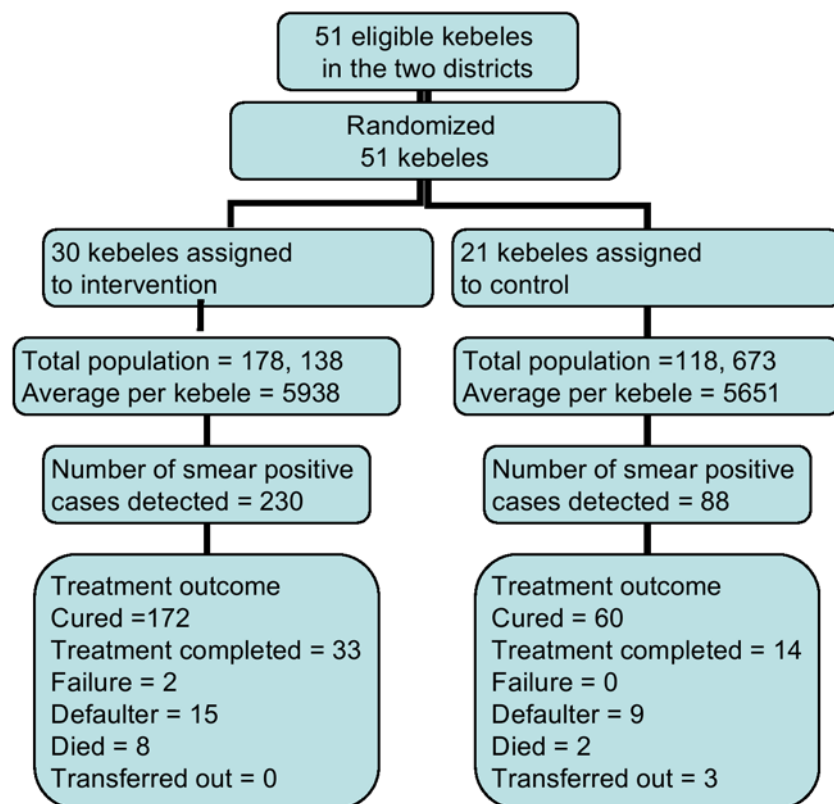 51 eligible kebeles
in the two districts
Randomized
51 kebeles
30 kebeles assigned
to intervention
21 kebeles assigned
to control
Total population = 178, 138
Average per kebele = 5938
Total population =118, 673
Average per kebele = 5651
Number of smear positive
cases detected = 230
Number of smear positive
cases detected = 88
Treatment outcome
Cured =172
Treatment completed = 33
Failure = 2
Defaulter = 15
Died = 8
Transferred out = 0
Treatment outcome
Cured = 60
Treatment completed = 14
Failure = 0
Defaulter = 9
Died = 2
Transferred out = 3